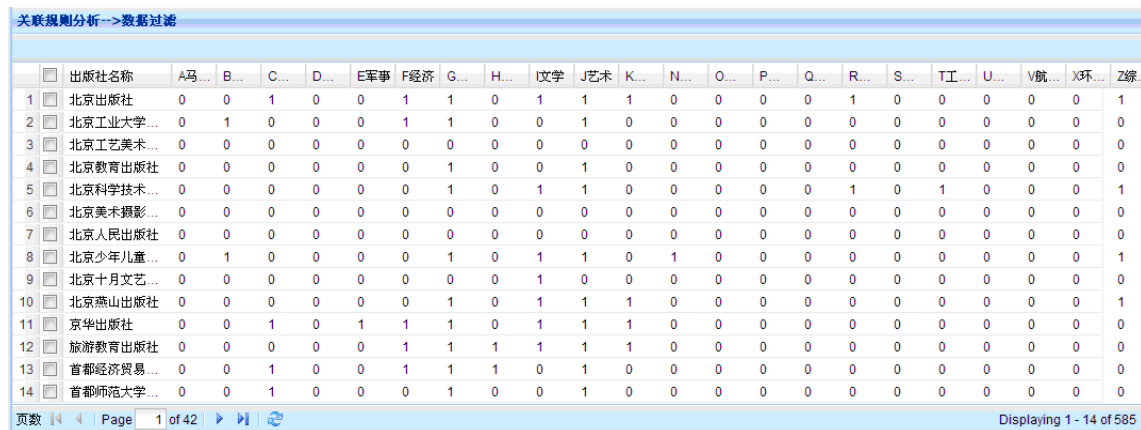 关联规则分析-->数据过滤
出版社名称 A马... B... C... D... E军事 F经济 G... H... I文学 J艺术 K... N... O... P... Q... R... S... T工... U... V航... X环... Z综...
1 北京出版社 0 0 1 0 0 1 1 0 1 1 1 0 0 0 0 1 0 0 0 0 0 1
2 北京工业大学... 0 1 0 0 0 1 1 0 0 1 0 0 0 0 0 0 0 0 0 0 0 0
3 北京工艺美术... 0 0 0 0 0 0 0 0 0 0 0 0 0 0 0 0 0 0 0 0 0 0
4 北京教育出版社 0 0 0 0 0 0 1 0 0 1 0 0 0 0 0 0 0 0 0 0 0 0
5 北京科学技术... 0 0 0 0 0 0 1 0 1 1 0 0 0 0 0 1 0 1 0 0 0 1
6 北京美术摄影... 0 0 0 0 0 0 0 0 0 1 0 0 0 0 0 0 0 0 0 0 0 0
7 北京人民出版社 0 0 0 0 0 0 0 0 1 0 0 0 0 0 0 0 0 0 0 0 0 0
8 北京少年儿童... 0 1 0 0 0 0 1 0 1 1 0 1 0 0 0 0 0 0 0 0 0 1
9 北京十月文艺... 0 0 0 0 0 0 0 0 1 0 0 0 0 0 0 0 0 0 0 0 0 0
10 北京燕山出版社 0 0 0 0 0 0 1 0 1 1 1 0 0 0 0 0 0 0 0 0 0 1
11 京华出版社 0 0 1 0 1 1 1 0 1 1 1 0 0 0 0 0 0 0 0 0 0 0
12 旅游教育出版社 0 0 0 0 0 1 1 1 1 1 1 0 0 0 0 0 0 0 0 0 0 0
13 首都经济贸易... 0 0 1 0 0 1 1 1 0 1 0 0 0 0 0 0 0 0 0 0 0 0
14 首都师范大学... 0 0 1 0 0 0 1 0 0 1 0 0 0 0 0 0 0 0 0 0 0 0
页数 Page 1 of 42 Displaying 1 - 14 of 585